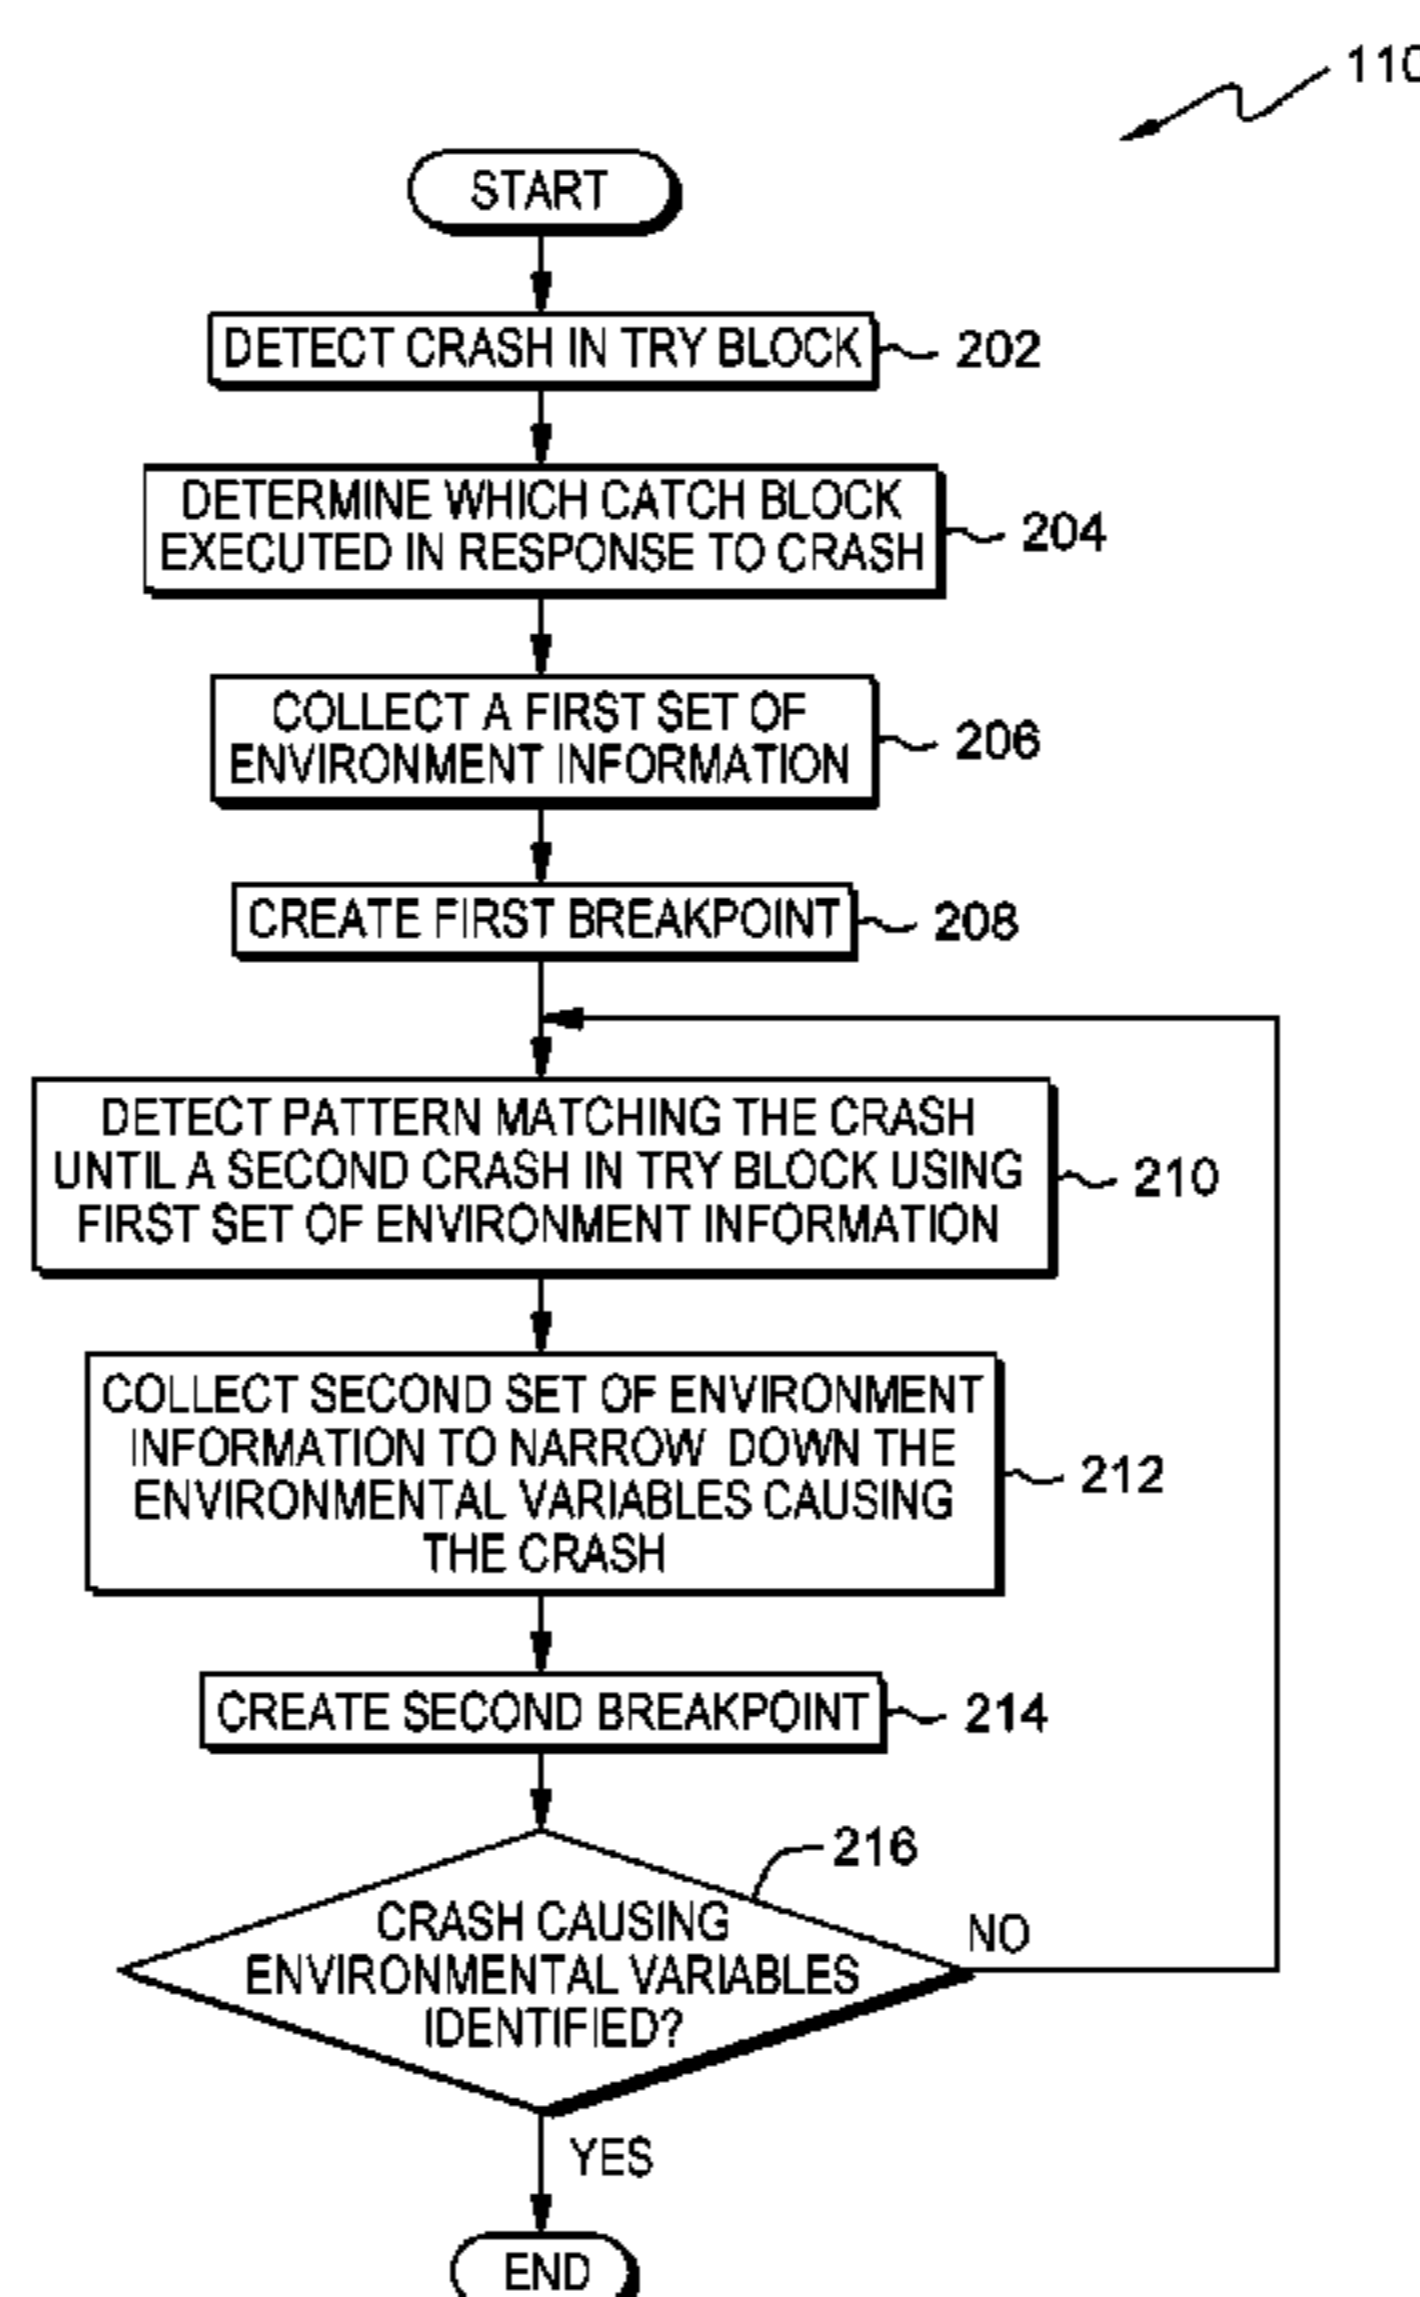 110
START
DETECT CRASH IN TRY BLOCK
202
DETERMINE WHICH CATCH BLOCK
EXECUTED IN RESPONSE TO CRASH
204
COLLECT A FIRST SET OF
ENVIRONMENT INFORMATION
206
CREATE FIRST BREAKPOINT
208
DETECT PATTERN MATCHING THE CRASH
UNTIL A SECOND CRASH IN TRY BLOCK USING
FIRST SET OF ENVIRONMENT INFORMATION
210
COLLECT SECOND SET OF ENVIRONMENT
INFORMATION TO NARROW DOWN THE
ENVIRONMENTAL VARIABLES CAUSING
THE CRASH
212
CREATE SECOND BREAKPOINT
214
216
CRASH CAUSING
ENVIRONMENTAL VARIABLES
IDENTIFIED?
NO
YES
END